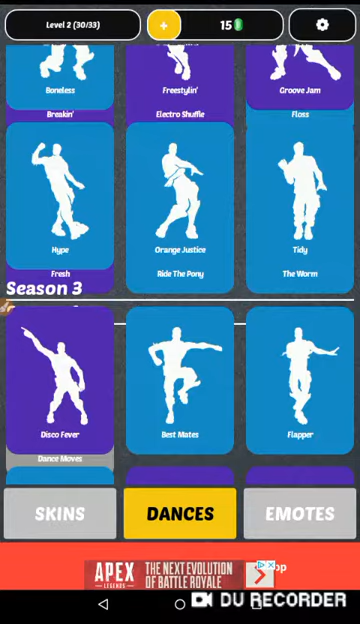 Level 2 (30/33)
+
15
Boneless
Freestylin'
Groove Jam
Breakin'
Electro Shuffle
Floss
Hype
Orange Justice
Tidy
Fresh
Ride The Pony
The Worm
Season 3
Disco Fever
Best Mates
Flapper
Dance Moves
SKINS
DANCES
EMOTES
APEX
LEGENDS
THE NEXT EVOLUTION
OF BATTLE ROYALE
DU RECORDER